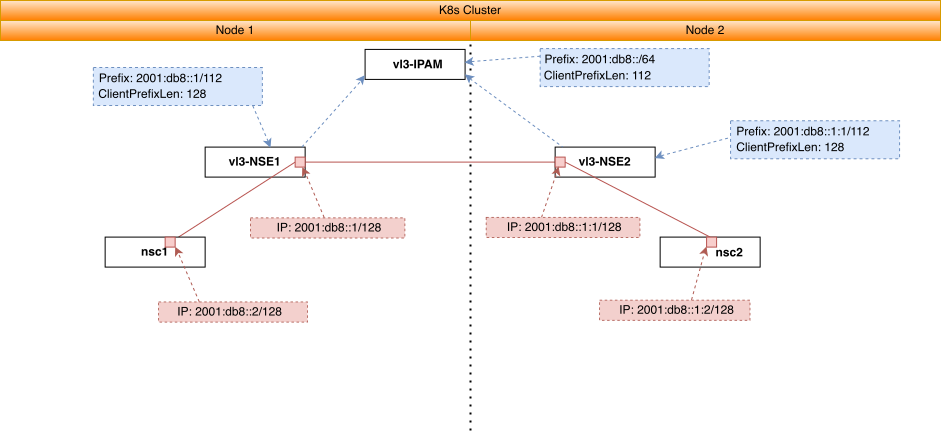 K8s Cluster
Node 1
Node 2
vl3-IPAM
Prefix: 2001:db8::/64
ClientPrefixLen: 112
Prefix: 2001:db8::1/112
ClientPrefixLen: 128
Prefix: 2001:db8::1:1/112
ClientPrefixLen: 128
vl3-NSE1
vl3-NSE2
IP: 2001:db8::1/128
IP: 2001:db8::1:1/128
nsc1
nsc2
IP: 2001:db8::2/128
IP: 2001:db8::1:2/128